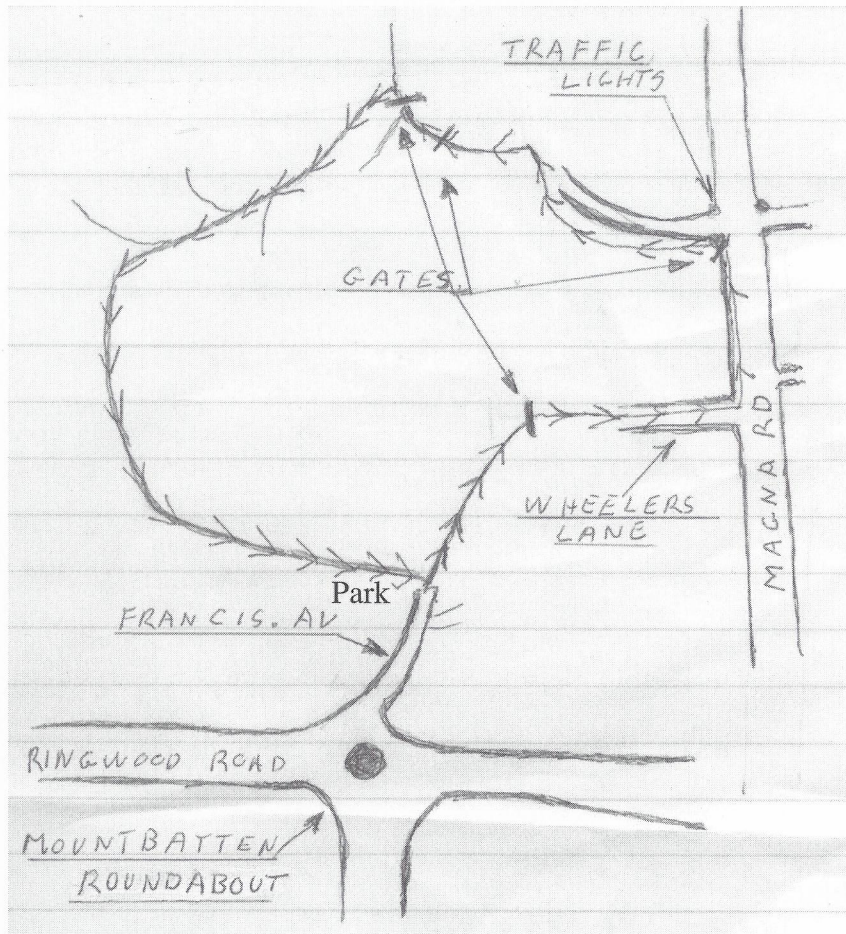 TRAFFIC
LIGHTS
GATES.
WHEELERS
LANE
MAGNA RD
Park
FRANCIS. AV
RINGWOOD ROAD
MOUNTBATTEN
ROUNDABOUT